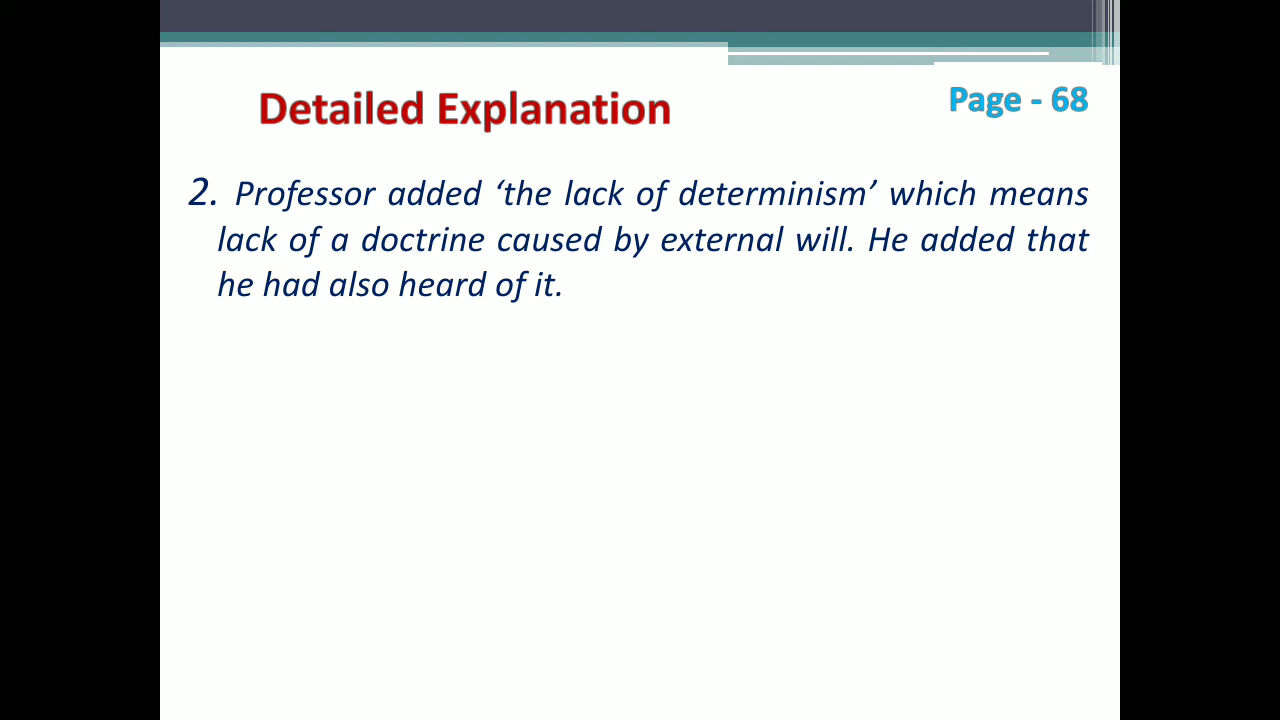 Detailed Explanation
Page - 68
2. Professor added ‘the lack of determinism’ which means
lack of a doctrine caused by external will. He added that
he had also heard of it.